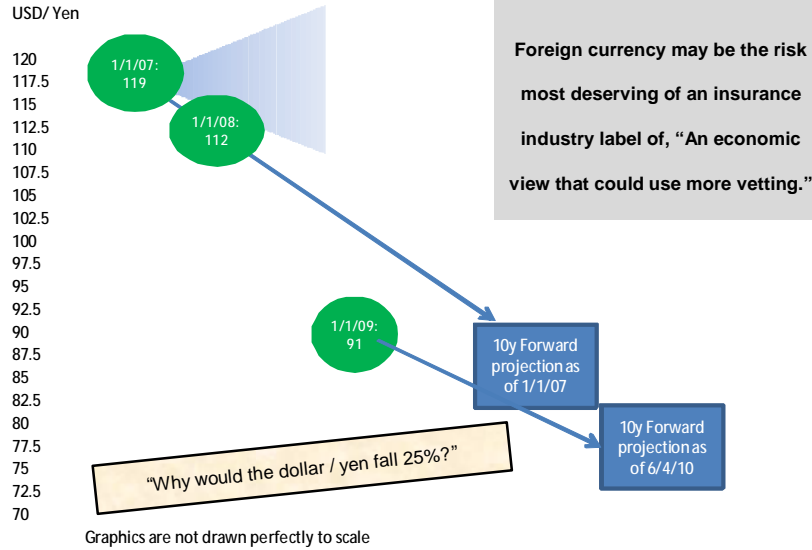 USD/ Yen
120
117.5
115
112.5
110
107.5
105
102.5
100
97.5
95
92.5
90
87.5
85
82.5
80
77.5
75
72.5
70
1/1/07:
119
1/1/08:
112
1/1/09:
91
Foreign currency may be the risk
most deserving of an insurance
industry label of, “An economic
view that could use more vetting.”
10y Forward
projection as
of 1/1/07
10y Forward
projection as
of 6/4/10
“Why would the dollar / yen fall 25%?”
Graphics are not drawn perfectly to scale